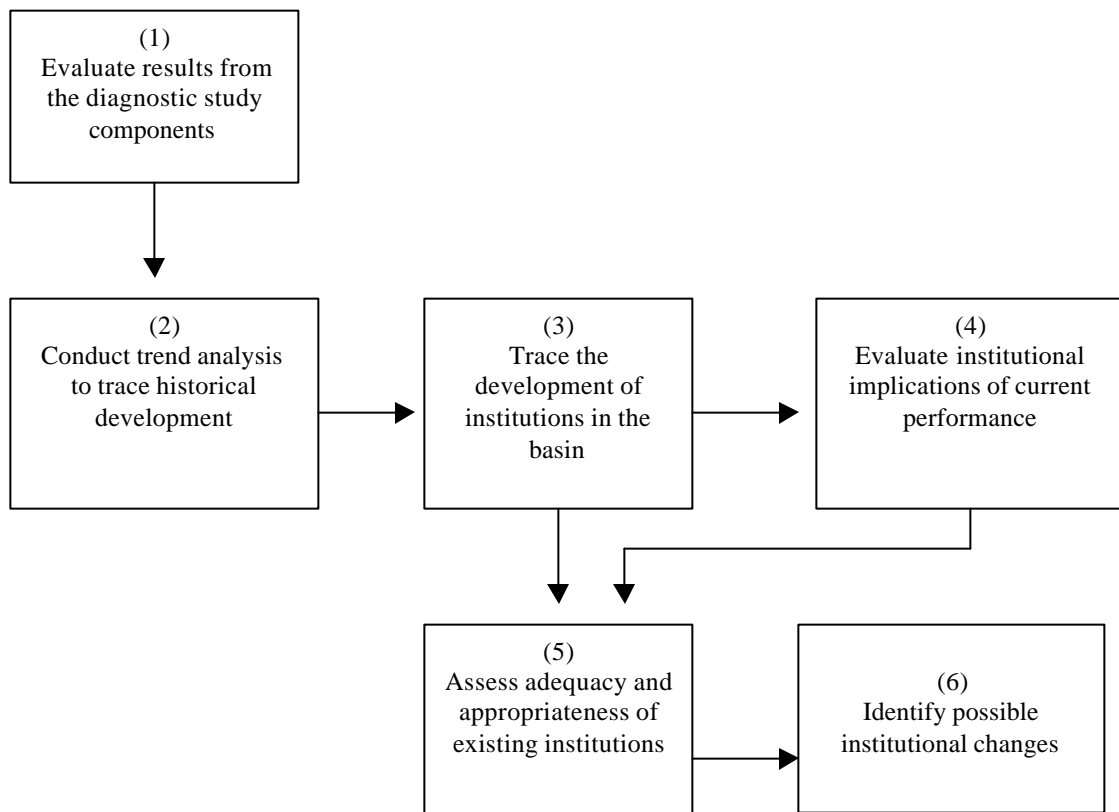 (1)
Evaluate results from
the diagnostic study
components
(2)
Conduct trend analysis
to trace historical
development
(3)
Trace the
development of
institutions in the
basin
(4)
Evaluate institutional
implications of current
performance
(5)
Assess adequacy and
appropriateness of
existing institutions
(6)
Identify possible
institutional changes